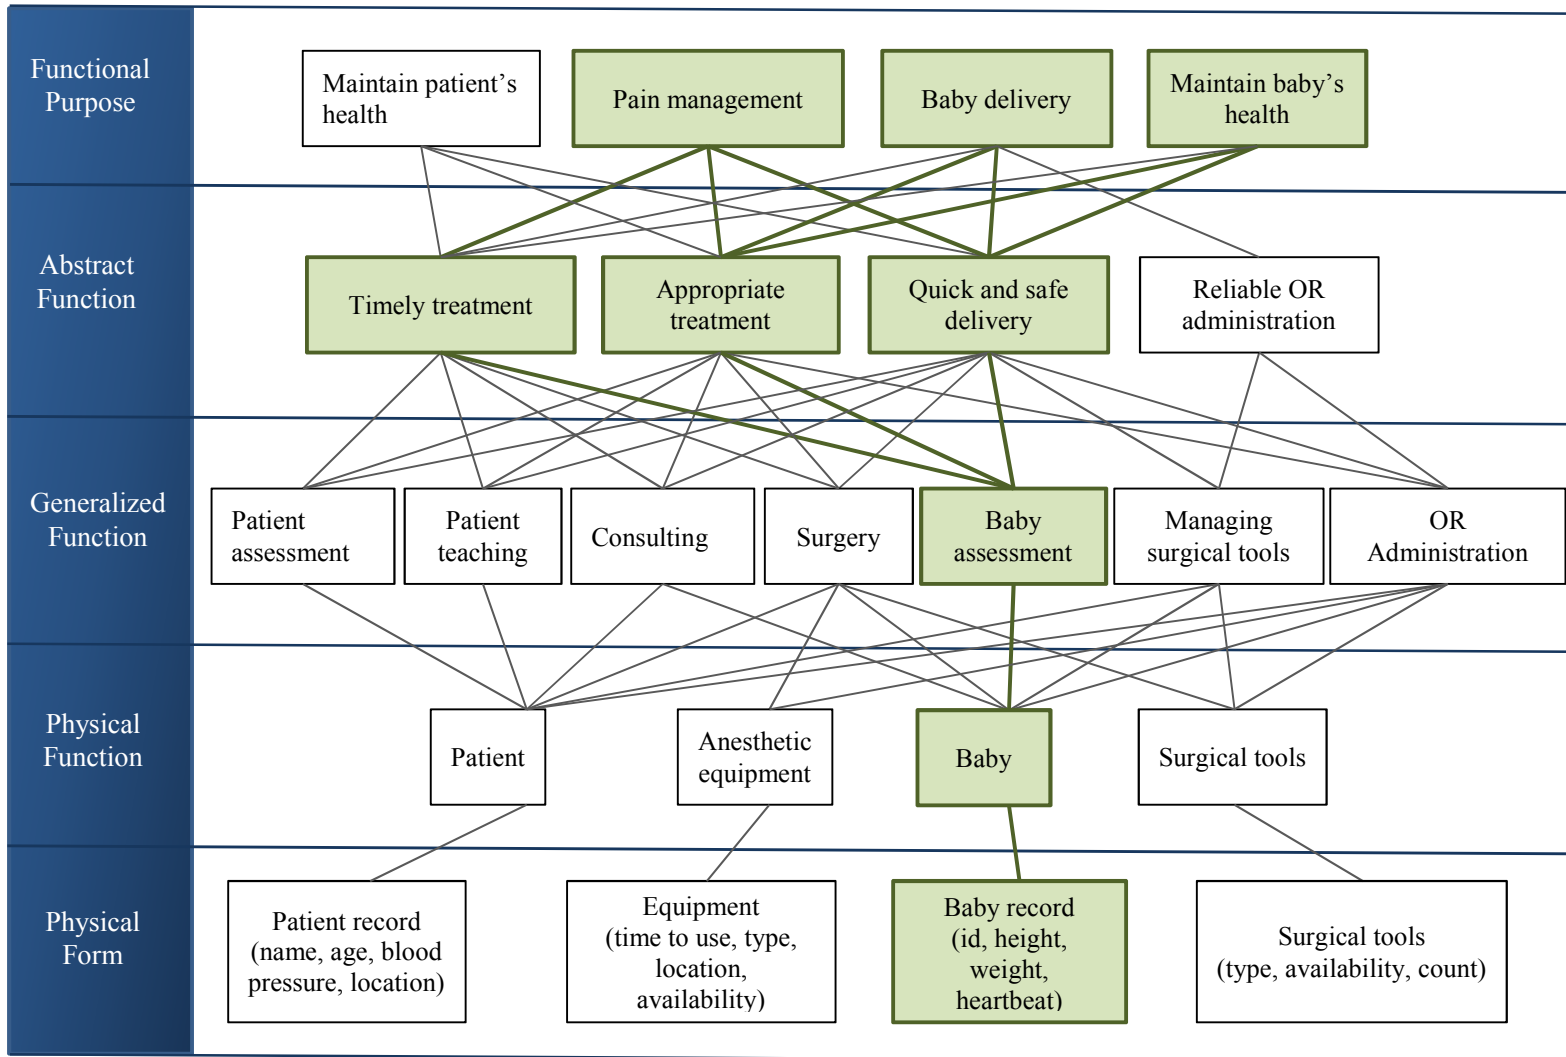 Functional
Purpose
Maintain patient’s
health
Pain management
Baby delivery
Maintain baby’s
health
Abstract
Function
Timely treatment
Appropriate
treatment
Quick and safe
delivery
Reliable OR
administration
Generalized
Function
Patient
assessment
Patient
teaching
Consulting
Surgery
Baby
assessment
Managing
surgical tools
OR
Administration
Physical
Function
Patient
Anesthetic
equipment
Baby
Surgical tools
Physical
Form
Patient record
(name, age, blood
pressure, location)
Equipment
(time to use, type,
location,
availability)
Baby record
(id, height,
weight,
heartbeat)
Surgical tools
(type, availability, count)